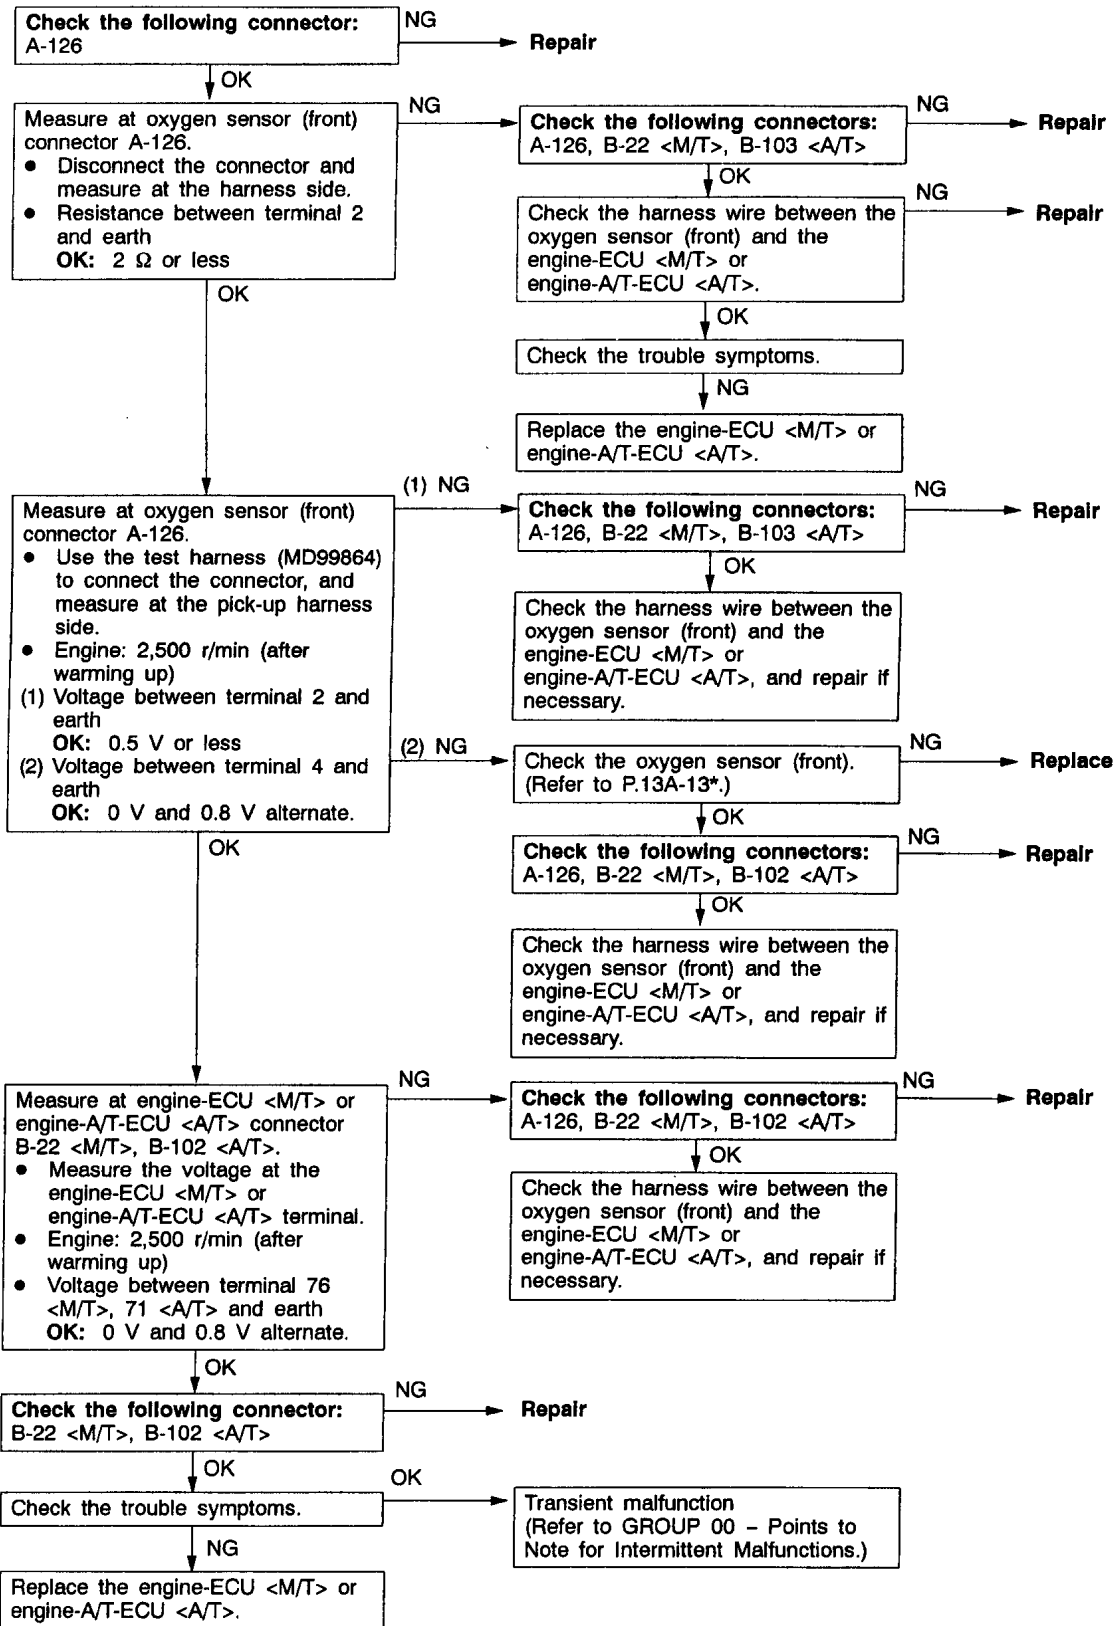 Check the following connector:
A-126
NG
Repair
OK
Measure at oxygen sensor (front)
connector A-126.
● Disconnect the connector and
measure at the harness side.
● Resistance between terminal 2
and earth
OK: 2 Ω or less
NG
Check the following connectors:
A-126, B-22 <M/T>, B-103 <A/T>
NG
Repair
OK
Check the harness wire between the
oxygen sensor (front) and the
engine-ECU <M/T> or
engine-A/T-ECU <A/T>.
NG
Repair
OK
Check the trouble symptoms.
NG
Replace the engine-ECU <M/T> or
engine-A/T-ECU <A/T>.
OK
Measure at oxygen sensor (front)
connector A-126.
● Use the test harness (MD99864)
to connect the connector, and
measure at the pick-up harness
side.
● Engine: 2,500 r/min (after
warming up)
(1) Voltage between terminal 2 and
earth
OK: 0.5 V or less
(2) Voltage between terminal 4 and
earth
OK: 0 V and 0.8 V alternate.
(1) NG
Check the following connectors:
A-126, B-22 <M/T>, B-103 <A/T>
NG
Repair
OK
Check the harness wire between the
oxygen sensor (front) and the
engine-ECU <M/T> or
engine-A/T-ECU <A/T>, and repair if
necessary.
(2) NG
Check the oxygen sensor (front).
(Refer to P.13A-13*.)
NG
Replace
OK
Check the following connectors:
A-126, B-22 <M/T>, B-102 <A/T>
NG
Repair
OK
Check the harness wire between the
oxygen sensor (front) and the
engine-ECU <M/T> or
engine-A/T-ECU <A/T>, and repair if
necessary.
OK
Measure at engine-ECU <M/T> or
engine-A/T-ECU <A/T> connector
B-22 <M/T>, B-102 <A/T>.
● Measure the voltage at the
engine-ECU <M/T> or
engine-A/T-ECU <A/T> terminal.
● Engine: 2,500 r/min (after
warming up)
● Voltage between terminal 76
<M/T>, 71 <A/T> and earth
OK: 0 V and 0.8 V alternate.
NG
Check the following connectors:
A-126, B-22 <M/T>, B-102 <A/T>
NG
Repair
OK
Check the harness wire between the
oxygen sensor (front) and the
engine-ECU <M/T> or
engine-A/T-ECU <A/T>, and repair if
necessary.
OK
Check the following connector:
B-22 <M/T>, B-102 <A/T>
NG
Repair
OK
Check the trouble symptoms.
OK
Transient malfunction
(Refer to GROUP 00 – Points to
Note for Intermittent Malfunctions.)
NG
Replace the engine-ECU <M/T> or
engine-A/T-ECU <A/T>.